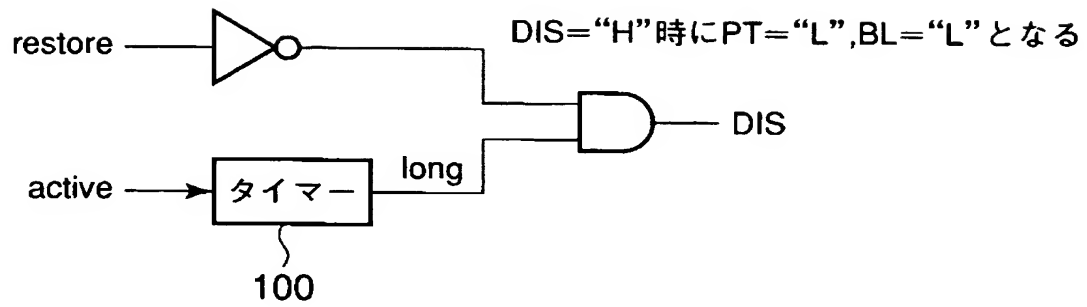 restore
DIS=“H”時にPT=“L”,BL=“L”となる
DIS
active
タイマー
long
100